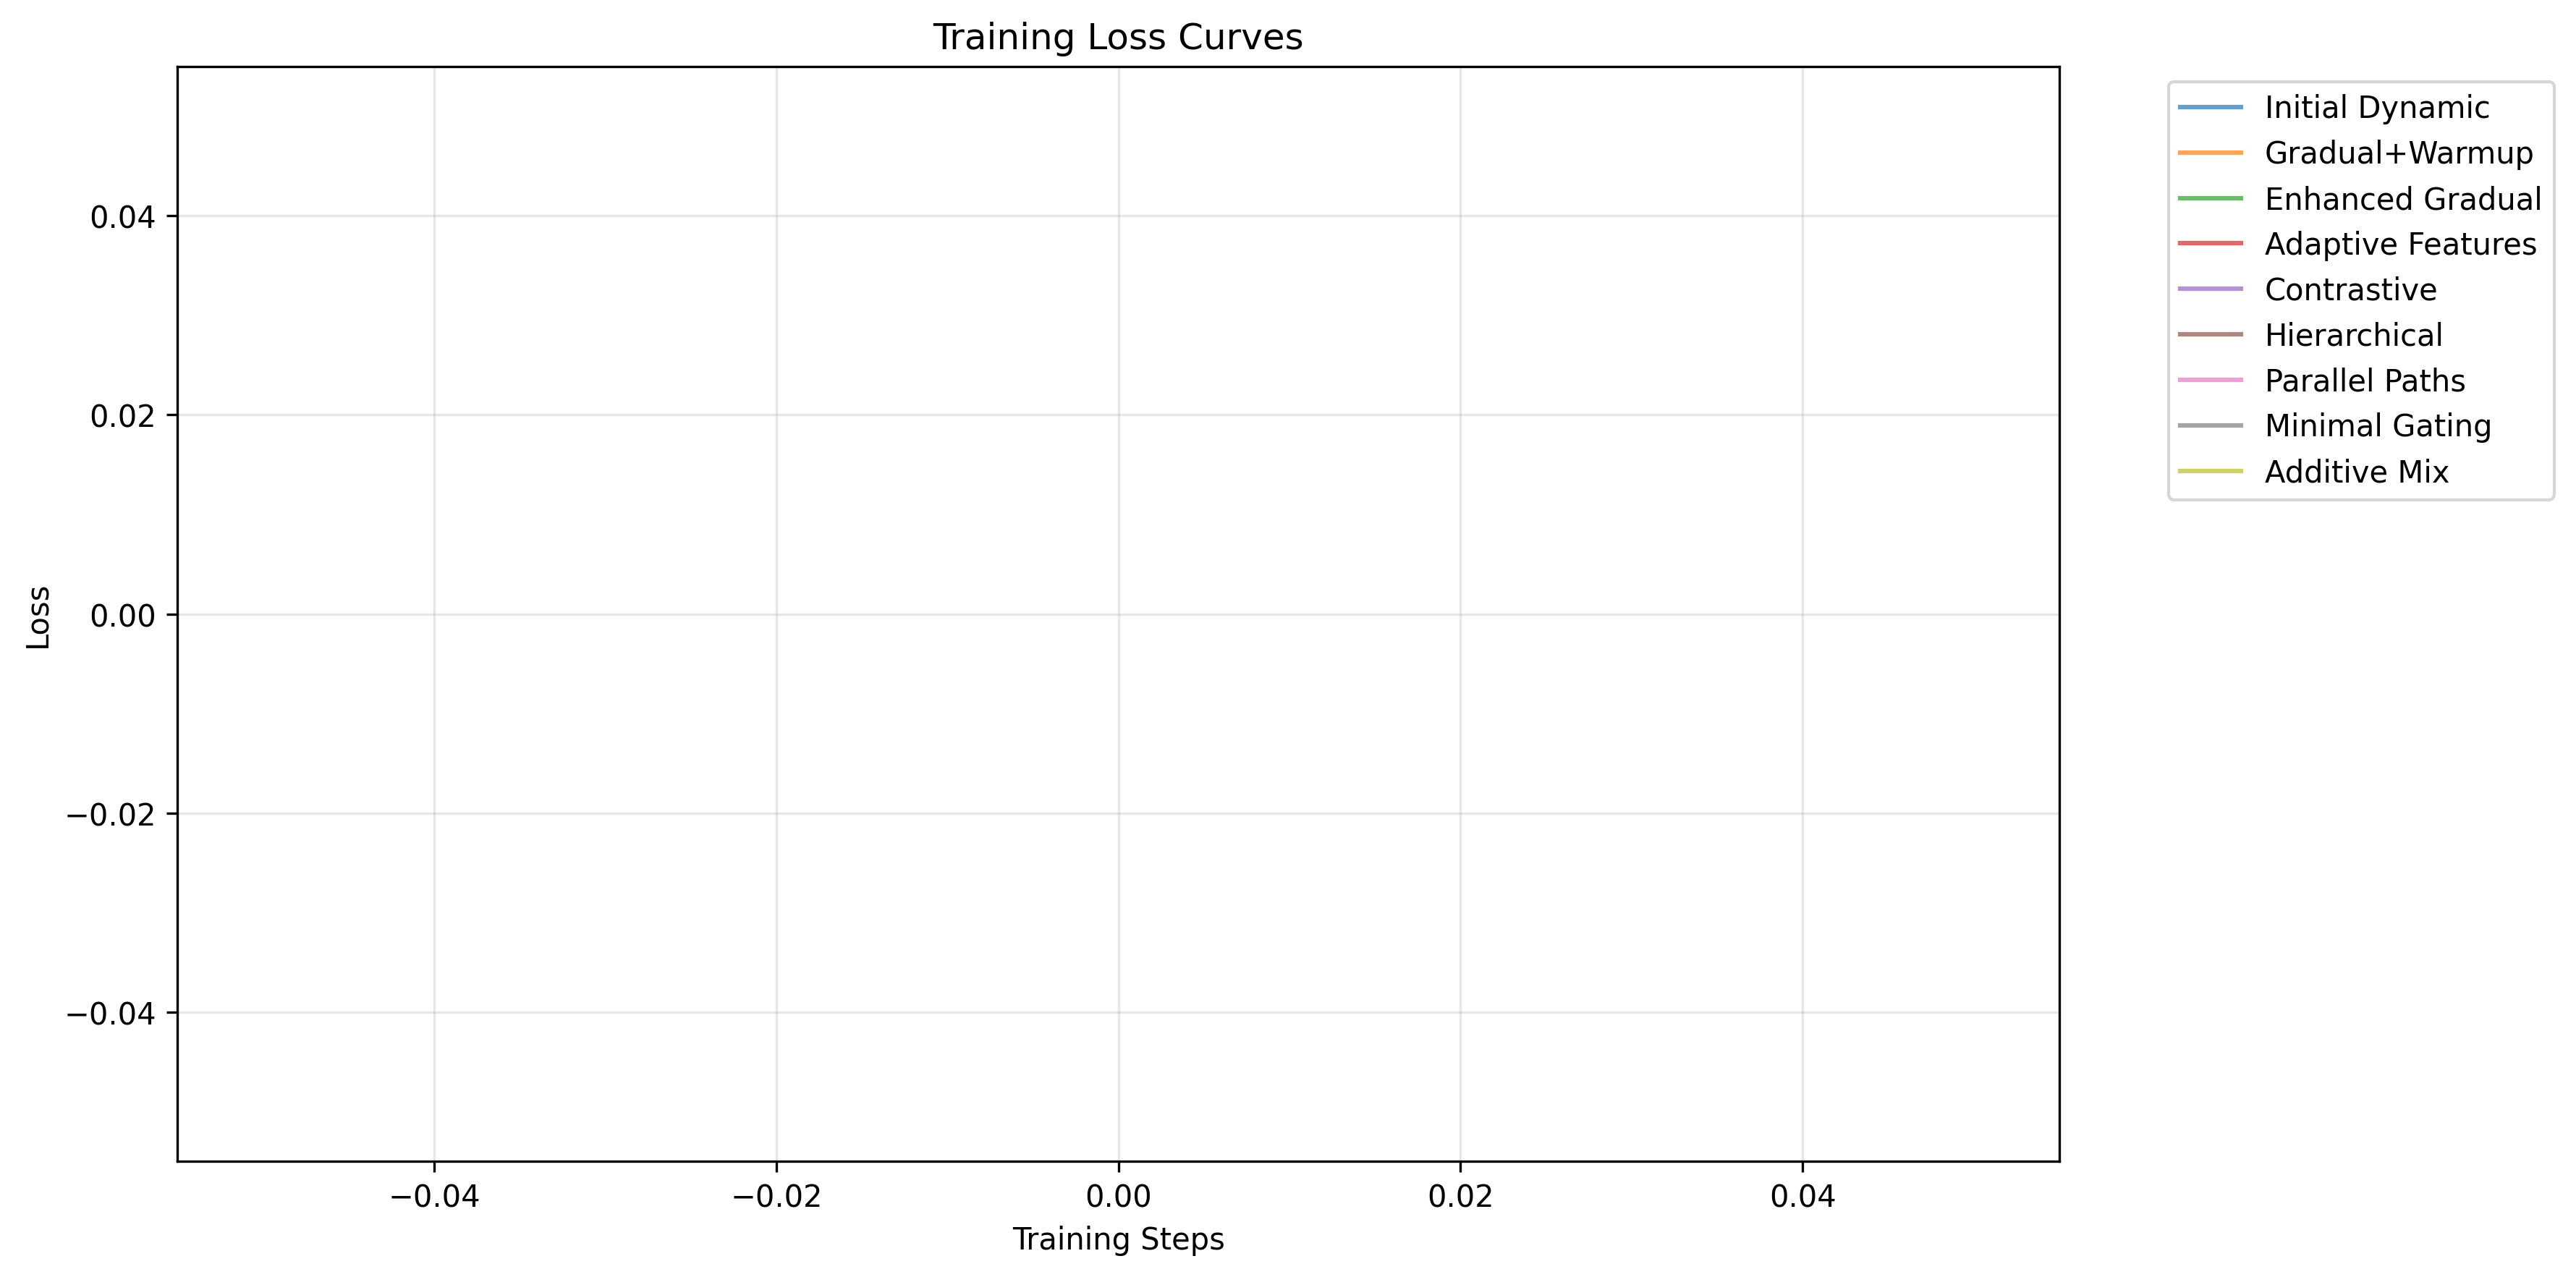 Training Loss Curves
Initial Dynamic
Gradual+Warmup
Enhanced Gradual
Adaptive Features
Contrastive
Hierarchical
Parallel Paths
Minimal Gating
Additive Mix
Loss
0.04
0.02
0.00
−0.02
−0.04
−0.04 −0.02 0.00 0.02 0.04
Training Steps